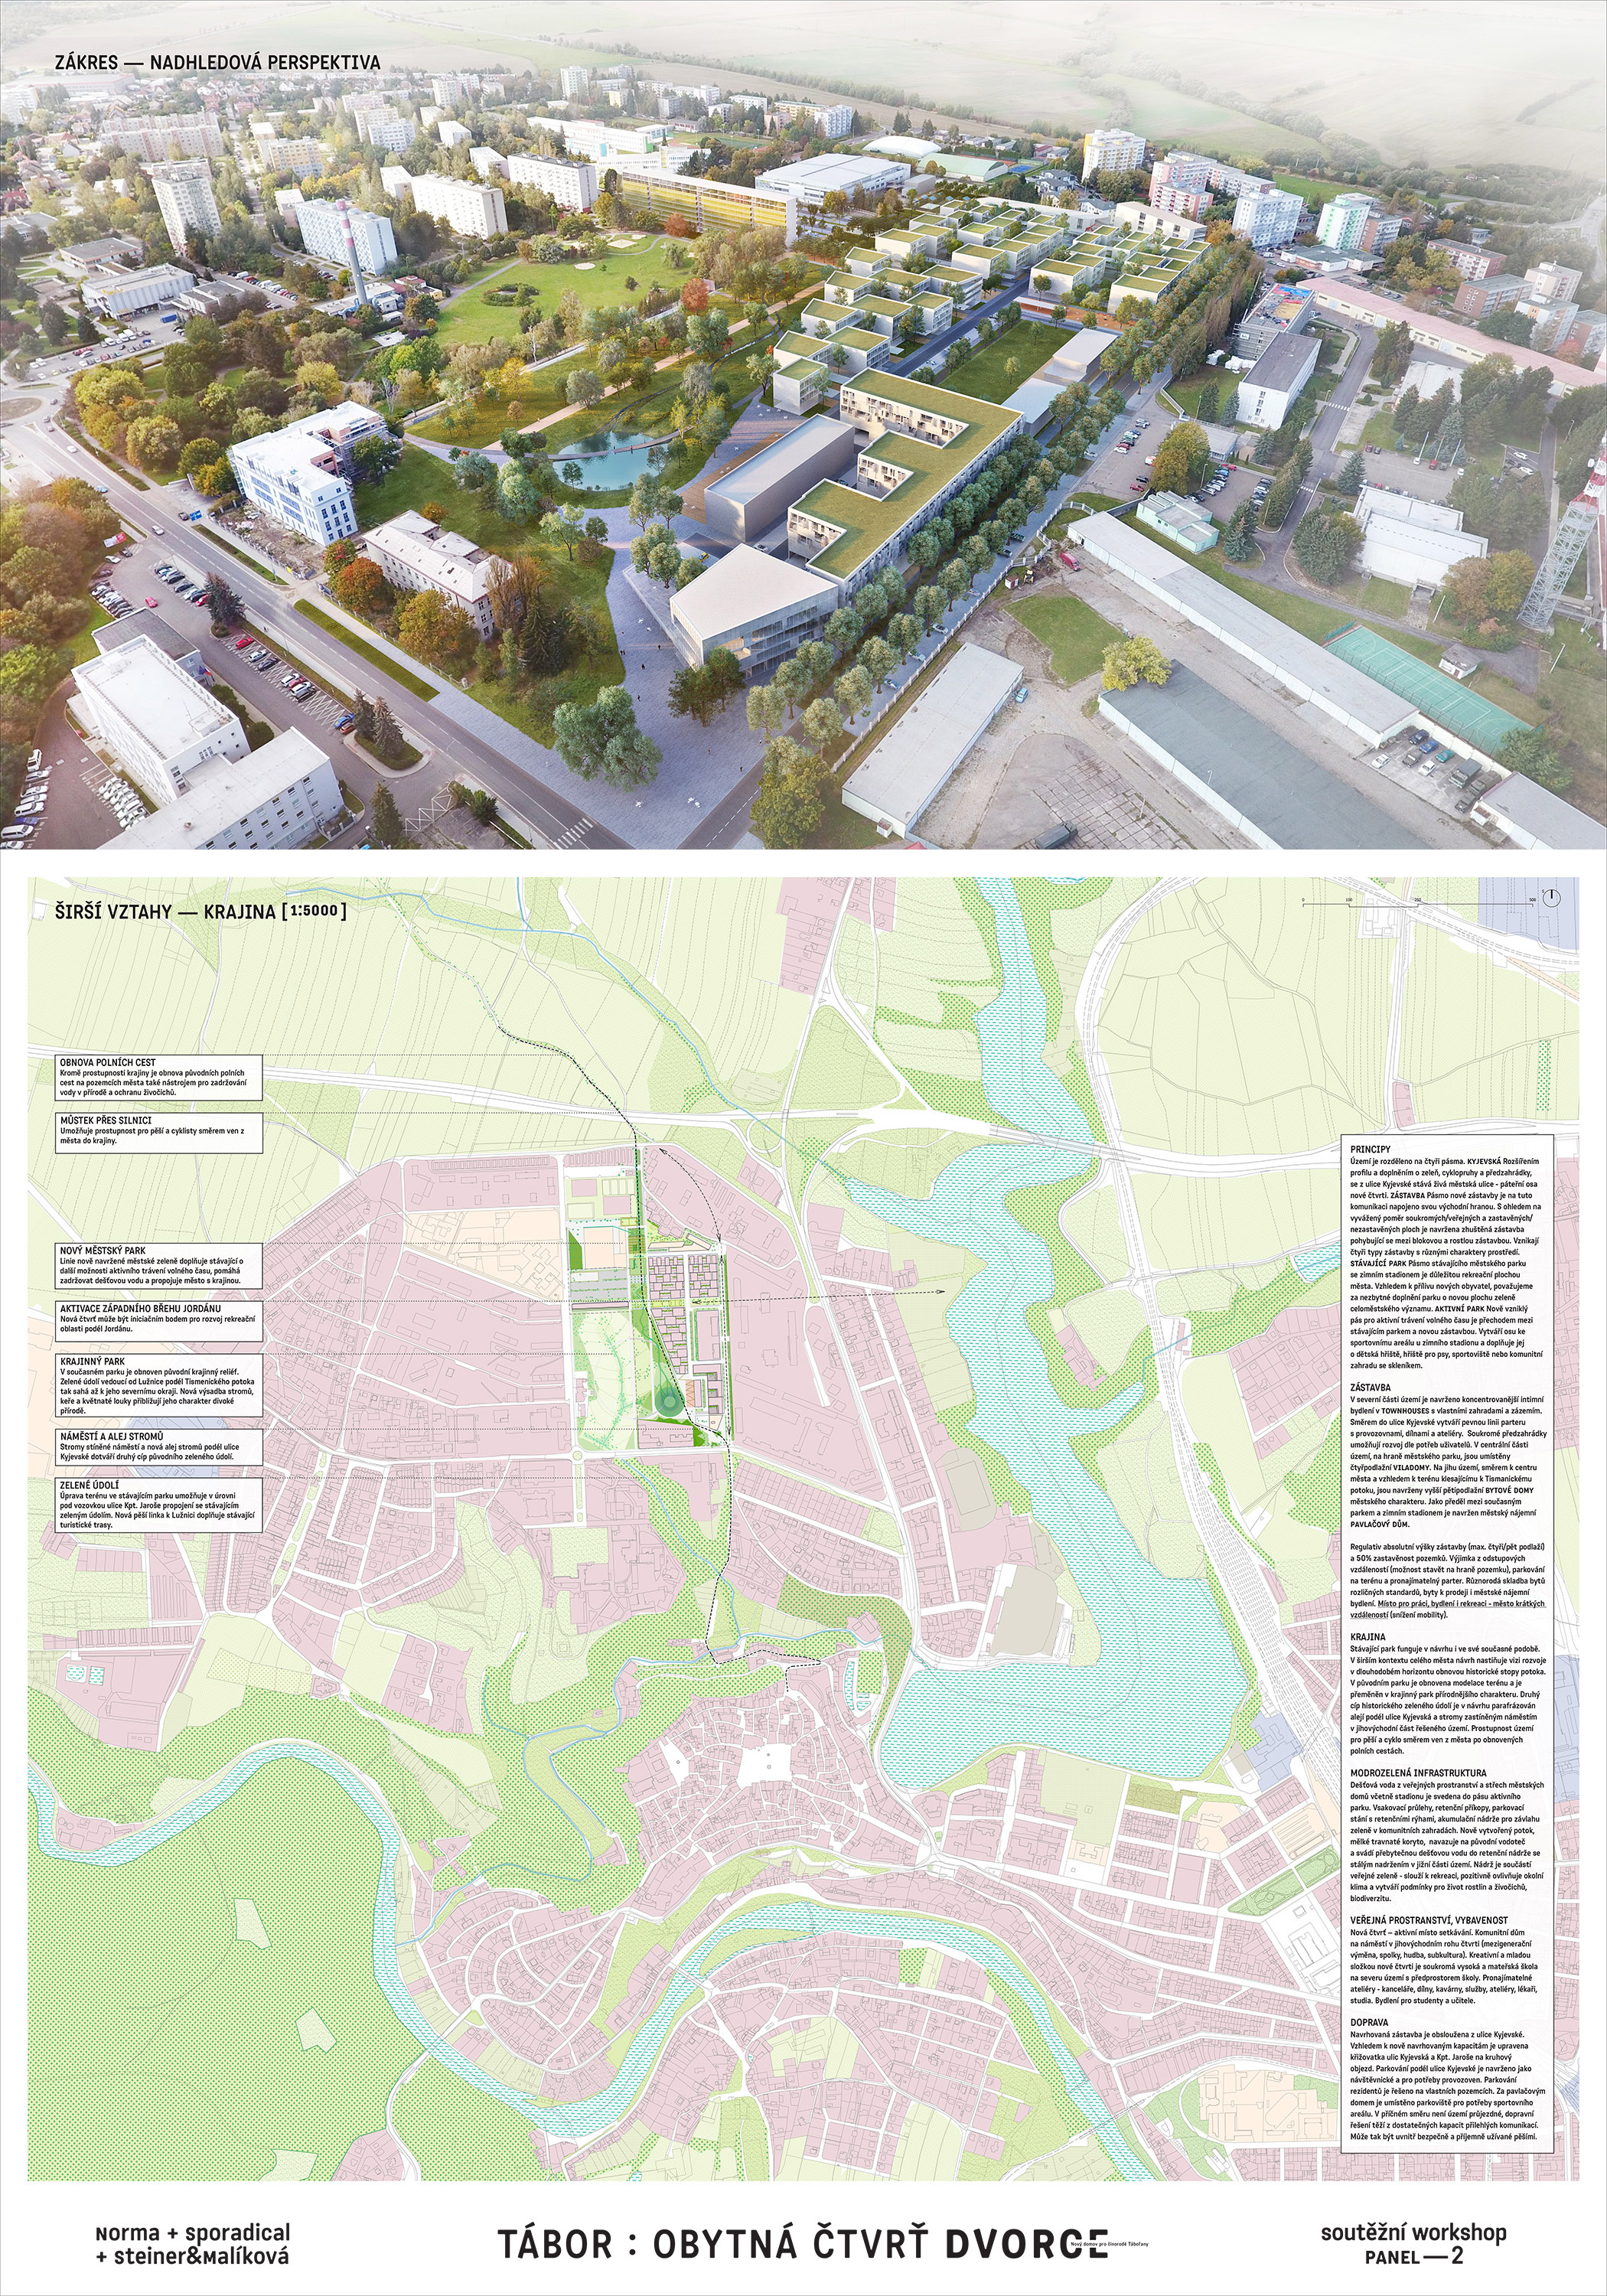 ZÁKRES — NADHLEDOVÁ PERSPEKTIVA
ŠIRŠÍ VZTAHY — KRAJINA [1:5000]
0 100 250 500
OBNOVA POLNÍCH CEST
Kromě prostupnosti krajiny je obnova původních polních
cest na pozemcích města také nástrojem pro zadržování
vody v přírodě a ochranu živočichů.
MŮSTEK PŘES SILNICI
Umožňuje prostupnost pro pěší a cyklisty směrem ven z
města do krajiny.
NOVÝ MĚSTSKÝ PARK
Linie nově navržené městské zeleně doplňuje stávající o
další možnosti aktivního trávení volného času, pomáhá
zadržovat dešťovou vodu a propojuje město s krajinou.
AKTIVACE ZÁPADNÍHO BŘEHU JORDÁNU
Nová čtvrť může být iniciačním bodem pro rozvoj rekreační
oblasti podél Jordánu.
KRAJINNÝ PARK
V současném parku je obnoven původní krajinný reliéf.
Zelené údolí vedoucí od Lužnice podél Tismenického potoka
tak sahá až k jeho severnímu okraji. Nová výsadba stromů,
keře a květnaté louky přibližují jeho charakter divoké
přírodě.
NÁMĚSTÍ A ALEJ STROMŮ
Stromy stíněné náměstí a nová alej stromů podél ulice
Kyjevské dotváří druhý cíp původního zeleného údolí.
ZELENÉ ÚDOLÍ
Úprava terénu ve stávajícím parku umožňuje v úrovni
pod vozovkou ulice Kpt. Jaroše propojení se stávajícím
zeleným údolím. Nová pěší linka k Lužnici doplňuje stávající
turistické trasy.
PRINCIPY
Území je rozděleno na čtyři pásma. KYJEVSKÁ Rozšířením
profilu a doplněním o zeleň, cyklopruhy a předzahrádky,
se z ulice Kyjevské stává živá městská ulice - páteřní osa
nové čtvrti. ZÁSTAVBA Pásmo nové zástavby je na tuto
komunikaci napojeno svou východní hranou. S ohledem na
vyvážený poměr soukromých/veřejných a zastavěných/
nezastavěných ploch je navržena zhuštěná zástavba
pohybující se mezi blokovou a rostlou zástavbou. Vznikají
čtyři typy zástavby s různými charaktery prostředí.
STÁVAJÍCÍ PARK Pásmo stávajícího městského parku
se zimním stadionem je důležitou rekreační plochou
města. Vzhledem k přílivu nových obyvatel, považujeme
za nezbytné doplnění parku o novou plochu zeleně
celoměstského významu. AKTIVNÍ PARK Nově vzniklý
pás pro aktivní trávení volného času je přechodem mezi
stávajícím parkem a novou zástavbou. Vytváří osu ke
sportovnímu areálu u zimního stadionu a doplňuje jej
o dětská hřiště, hřiště pro psy, sportoviště nebo komunitní
zahradu se skleníkem.
ZÁSTAVBA
V severní části území je navrženo koncentrovanější intimní
bydlení v TOWNHOUSES s vlastními zahradami a zázemím.
Směrem do ulice Kyjevské vytváří pevnou linii parteru
s provozovnami, dílnami a ateliéry. Soukromé předzahrádky
umožňují rozvoj dle potřeb uživatelů. V centrální části
území, na hraně městského parku, jsou umístěny
čtyřpodlažní VILADOMY. Na jihu území, směrem k centru
města a vzhledem k terénu klesajícímu k Tismanickému
potoku, jsou navrženy vyšší pětipodlažní BYTOVÉ DOMY
městského charakteru. Jako předěl mezi současným
parkem a zimním stadionem je navržen městský nájemní
PAVLAČOVÝ DŮM.
Regulativ absolutní výšky zástavby (max. čtyři/pět podlaží)
a 50% zastavěnost pozemků. Výjimka z odstupových
vzdáleností (možnost stavět na hraně pozemku), parkování
na terénu a pronajímatelný parter. Různorodá skladba bytů
rozličných standardů, byty k prodeji i městské nájemní
bydlení. Místo pro práci, bydlení i rekreaci - město krátkých
vzdáleností (snížení mobility).
KRAJINA
Stávající park funguje v návrhu i ve své současné podobě.
V širším kontextu celého města návrh nastiňuje vizi rozvoje
v dlouhodobém horizontu obnovou historické stopy potoka.
V původním parku je obnovena modelace terénu a je
přeměněn v krajinný park přírodnějšího charakteru. Druhý
cíp historického zeleného údolí je v návrhu parafrázován
alejí podél ulice Kyjevská a stromy zastíněným náměstím
v jihovýchodní část řešeného území. Prostupnost území
pro pěší a cyklo směrem ven z města po obnovených
polních cestách.
MODROZELENÁ INFRASTRUKTURA
Dešťová voda z veřejných prostranství a střech městských
domů včetně stadionu je svedena do pásu aktivního
parku. Vsakovací průlehy, retenční příkopy, parkovací
stání s retenčními rýhami, akumulační nádrže pro závlahu
zeleně v komunitních zahradách. Nově vytvořený potok,
mělké travnaté koryto, navazuje na původní vodoteč
a svádí přebytečnou dešťovou vodu do retenční nádrže se
stálým nadržením v jižní části území. Nádrž je součástí
veřejné zeleně - slouží k rekreaci, pozitivně ovlivňuje okolní
klima a vytváří podmínky pro život rostlin a živočichů,
biodiverzitu.
VEŘEJNÁ PROSTRANSTVÍ, VYBAVENOST
Nová čtvrť – aktivní místo setkávání. Komunitní dům
na náměstí v jihovýchodním rohu čtvrti (mezigenerační
výměna, spolky, hudba, subkultura). Kreativní a mladou
složkou nové čtvrti je soukromá vysoká a mateřská škola
na severu území s předprostorem školy. Pronajímatelné
ateliéry - kanceláře, dílny, kavárny, služby, ateliéry, lékaři,
studia. Bydlení pro studenty a učitele.
DOPRAVA
Navrhovaná zástavba je obsloužena z ulice Kyjevské.
Vzhledem k nově navrhovaným kapacitám je upravena
křižovatka ulic Kyjevská a Kpt. Jaroše na kruhový
objezd. Parkování podél ulice Kyjevské je navrženo jako
návštěvnické a pro potřeby provozoven. Parkování
rezidentů je řešeno na vlastních pozemcích. Za pavlačovým
domem je umístěno parkoviště pro potřeby sportovního
areálu. V příčném směru není území průjezdné, dopravní
řešení těží z dostatečných kapacit přilehlých komunikací.
Může tak být uvnitř bezpečně a příjemně užívané pěšími.
norma + sporadical
+ steiner&malíková
TÁBOR : OBYTNÁ ČTVRŤ DVORCE
Nový domov pro činorodé Tábořany
soutěžní workshop
PANEL — 2